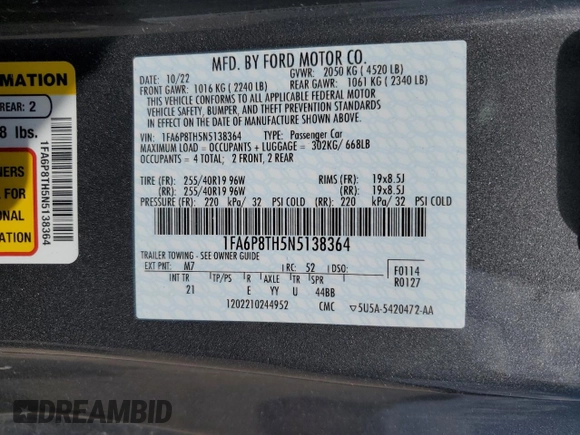 ORMATION
REAR: 2
8 lbs.
1FA6P8TH5N5138364
NERS
L FOR
ONAL
N
MFD. BY FORD MOTOR CO.
DATE: 10/22 GVWR: 2050 KG ( 4520 LB)
FRONT GAWR: 1016 KG ( 2240 LB) REAR GAWR: 1061 KG ( 2340 LB)
THIS VEHICLE CONFORMS TO ALL APPLICABLE FEDERAL MOTOR
VEHICLE SAFETY, BUMPER, AND THEFT PREVENTION STANDARDS
IN EFFECT ON THE DATE OF MANUFACTURE SHOWN ABOVE.
VIN: 1FA6P8TH5N5138364 TYPE: Passenger Car
MAXIMUM LOAD = OCCUPANTS + LUGGAGE = 302KG/ 668LB
OCCUPANTS = 4 TOTAL, 2 FRONT, 2 REAR
TIRE (FR): 255/40R19 96W RIMS (FR): 19x8.5J
(RR): 255/40R19 96W (RR): 19x8.5J
PRESSURE (FR): 220 kPa/ 32 PSI COLD (RR): 220 kPa/ 32 PSI COLD
1FA6P8TH5N5138364
TRAILER TOWING - SEE OWNER GUIDE
EXT PNT: M7 RC: 52 DSO: F0114
INT TR TP/PS R AXLE TR SPR R0127
21 E YY U 44BB
1202210244952 CMC ▽5U5A-5420472-AA
DREAMBID